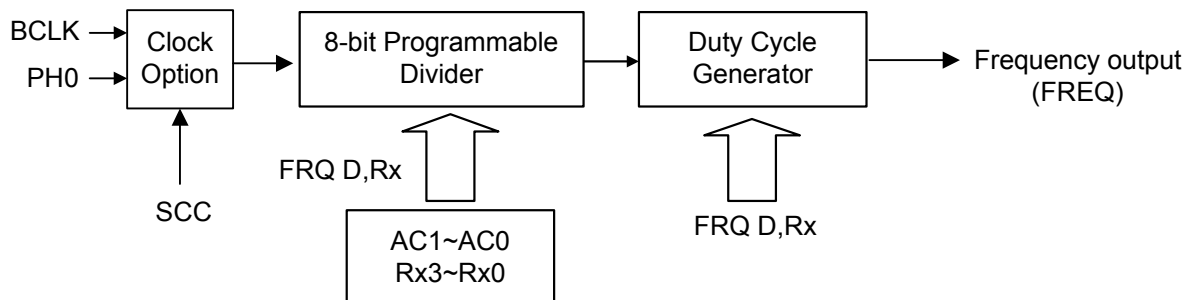 BCLK
PH0
Clock
Option
8-bit Programmable
Divider
Duty Cycle
Generator
Frequency output
(FREQ)
FRQ D,Rx
SCC
AC1~AC0
Rx3~Rx0
FRQ D,Rx